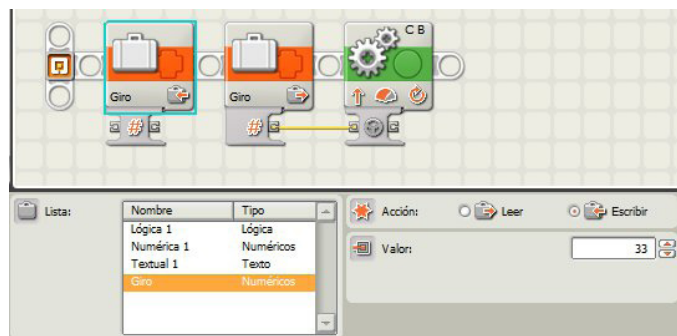 C B
Giro
Giro
#
#
Lista:
Nombre Tipo
Lógica 1 Lógica
Numérica 1 Numéricos
Textual 1 Texto
Giro Numéricos
Acción: Leer Escribir
Valor: 33